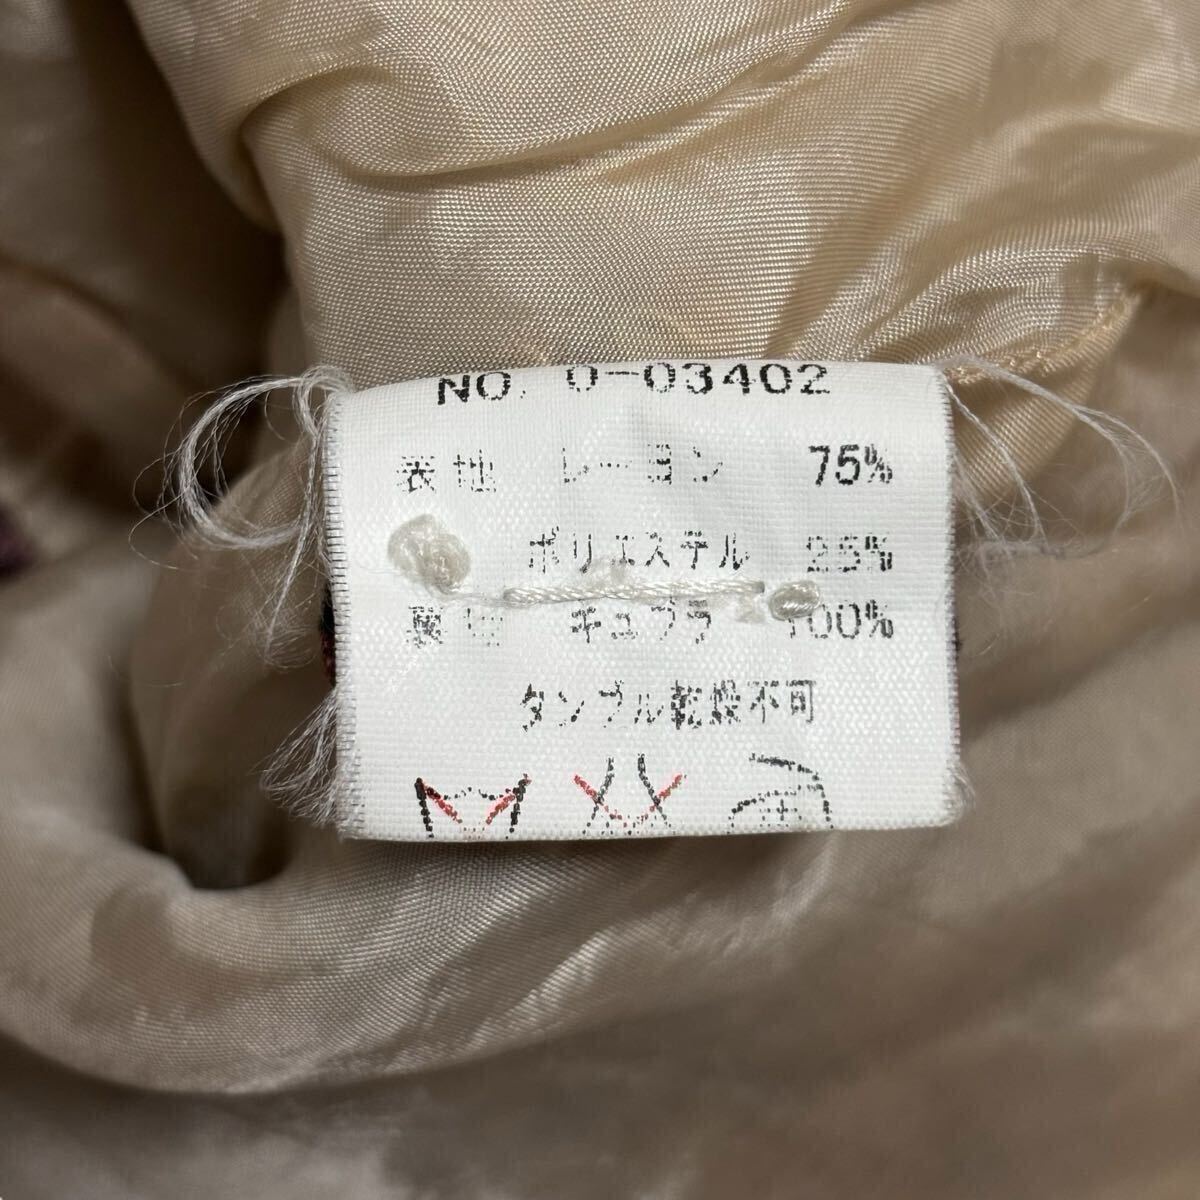 NO. 0-03402
表地 レーヨン 75%
ポリエステル 25%
裏地 キュプラ 100%
タンブル乾燥不可